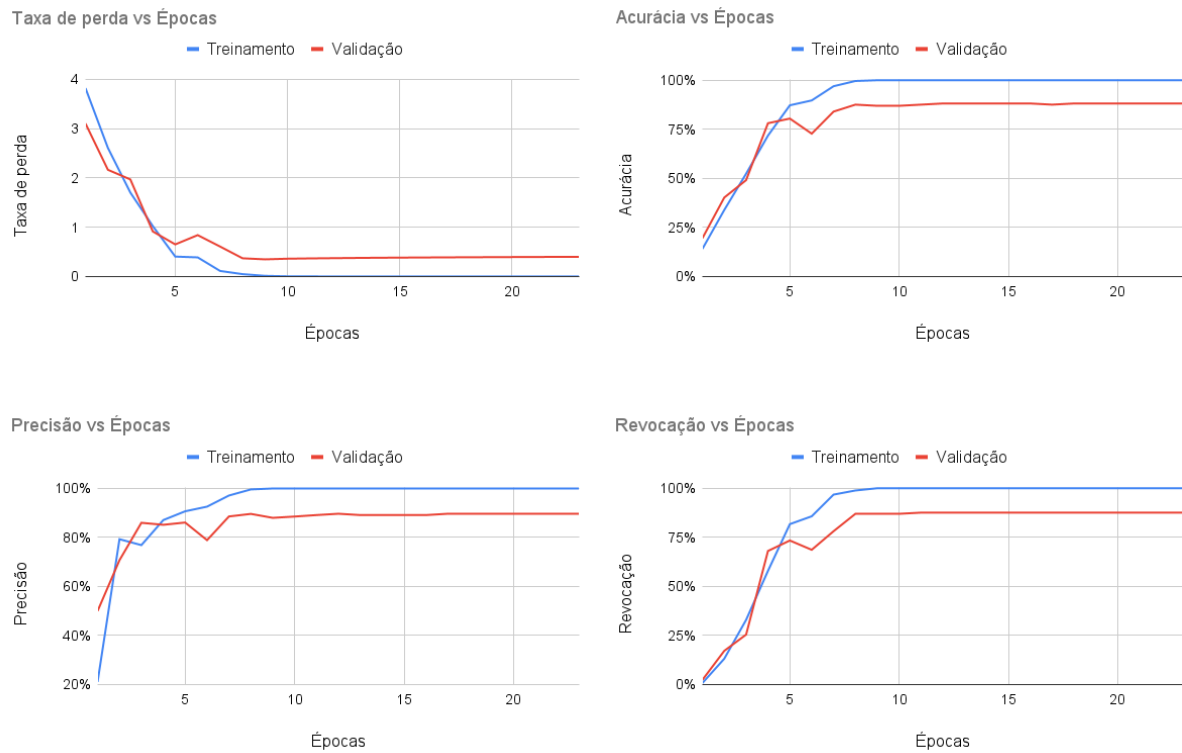 Taxa de perda vs Épocas
Treinamento Validação
Taxa de perda
4
3
2
1
0
5 10 15 20
Épocas
Acurácia vs Épocas
Treinamento Validação
Acurácia
100%
75%
50%
25%
0%
5 10 15 20
Épocas
Precisão vs Épocas
Treinamento Validação
Precisão
100%
80%
60%
40%
20%
5 10 15 20
Épocas
Revocação vs Épocas
Treinamento Validação
Revocação
100%
75%
50%
25%
0%
5 10 15 20
Épocas